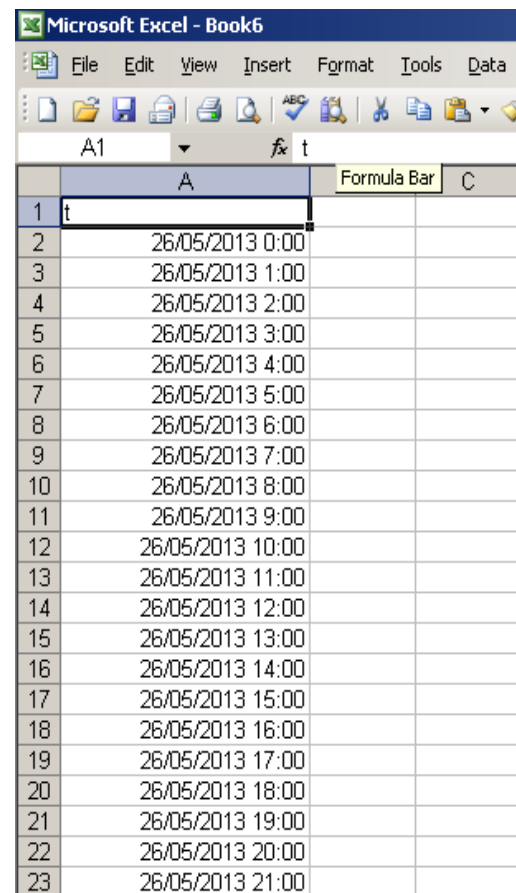 Microsoft Excel - Book6
File Edit View Insert Format Tools Data
ABC
A1 fx t
Formula Bar
A C
1 t
2 26/05/2013 0:00
3 26/05/2013 1:00
4 26/05/2013 2:00
5 26/05/2013 3:00
6 26/05/2013 4:00
7 26/05/2013 5:00
8 26/05/2013 6:00
9 26/05/2013 7:00
10 26/05/2013 8:00
11 26/05/2013 9:00
12 26/05/2013 10:00
13 26/05/2013 11:00
14 26/05/2013 12:00
15 26/05/2013 13:00
16 26/05/2013 14:00
17 26/05/2013 15:00
18 26/05/2013 16:00
19 26/05/2013 17:00
20 26/05/2013 18:00
21 26/05/2013 19:00
22 26/05/2013 20:00
23 26/05/2013 21:00